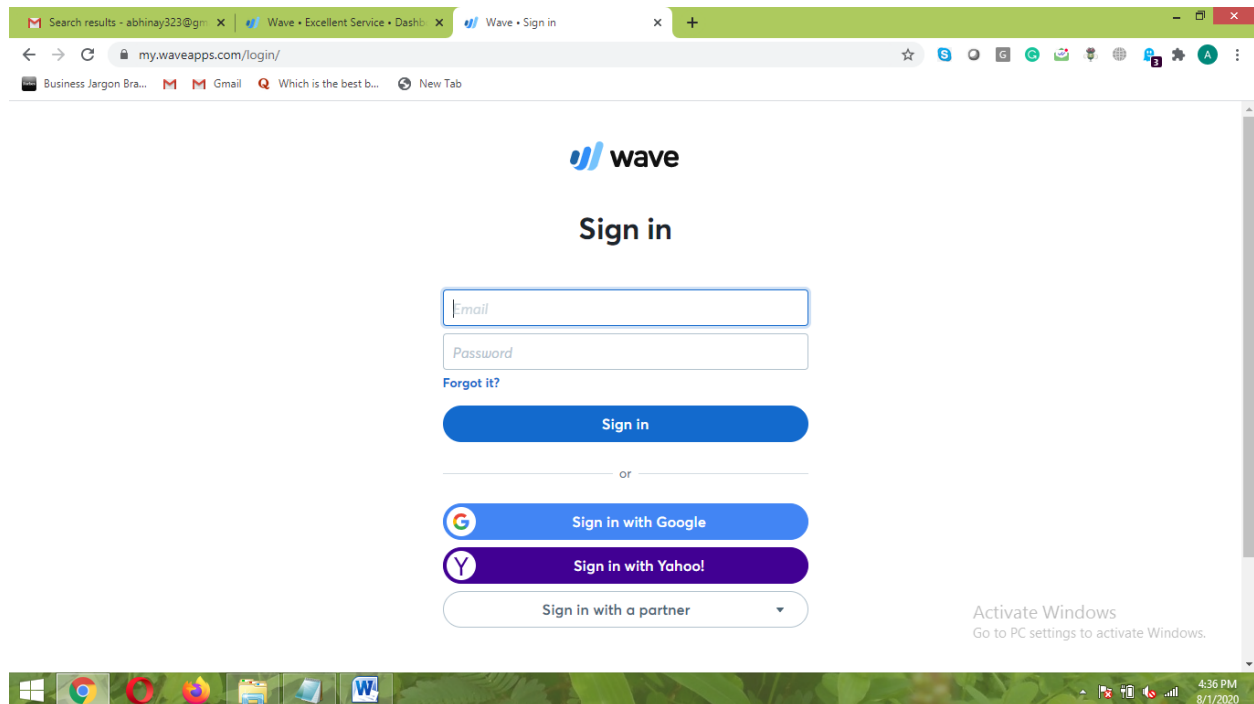 Search results - abhinay323@gm
Wave • Excellent Service • Dashb
Wave • Sign in
my.waveapps.com/login/
Business Jargon Bra...
Gmail
Which is the best b...
New Tab
wave
Sign in
Email
Password
Forgot it?
Sign in
or
Sign in with Google
Sign in with Yahoo!
Sign in with a partner
Activate Windows
Go to PC settings to activate Windows.
4:36 PM
8/1/2020